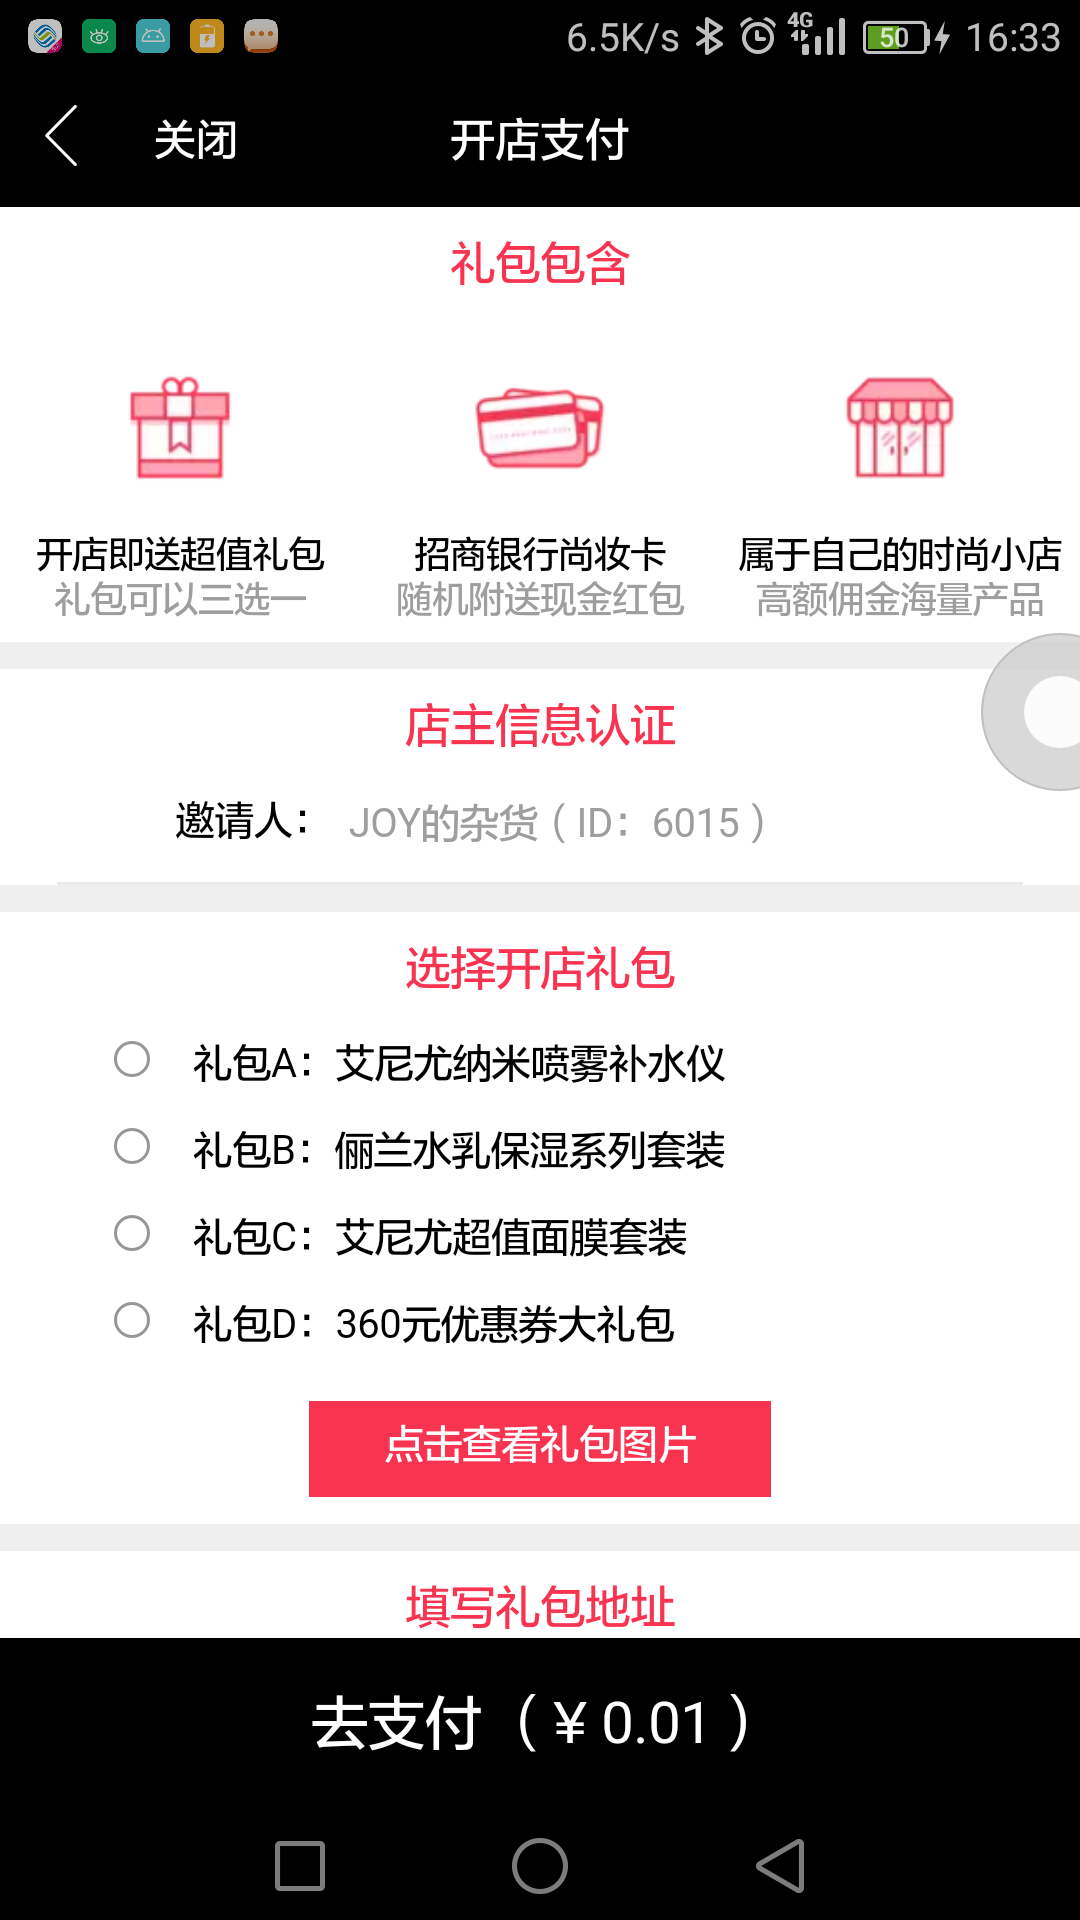 6.5K/s 4G 50 16:33
关闭 开店支付
礼包包含
开店即送超值礼包 招商银行尚妆卡 属于自己的时尚小店
礼包可以三选一 随机附送现金红包 高额佣金海量产品
店主信息认证
邀请人： JOY的杂货（ID：6015）
选择开店礼包
礼包A：艾尼尤纳米喷雾补水仪
礼包B：俪兰水乳保湿系列套装
礼包C：艾尼尤超值面膜套装
礼包D：360元优惠券大礼包
点击查看礼包图片
填写礼包地址
去支付（¥0.01）